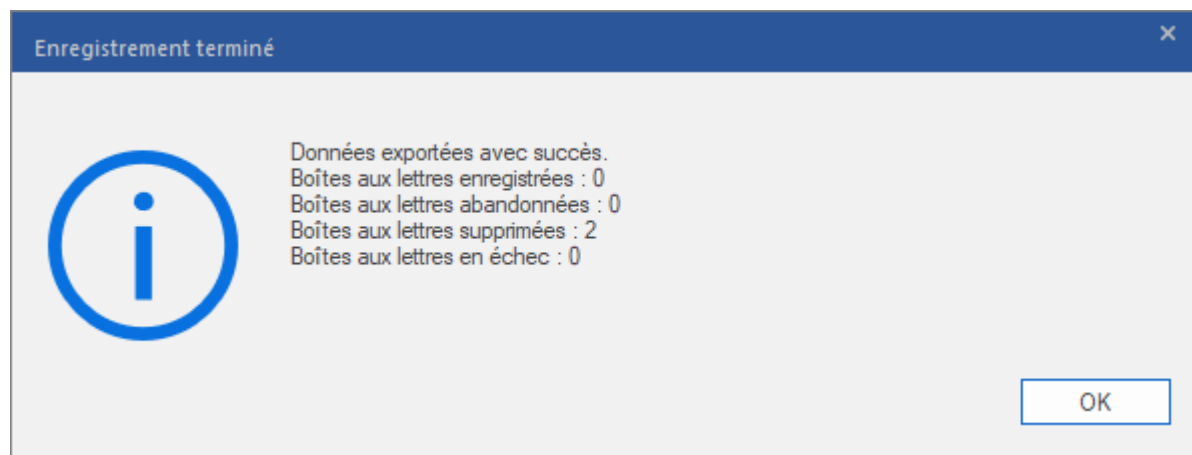 Enregistrement terminé
Données exportées avec succès.
Boîtes aux lettres enregistrées : 0
Boîtes aux lettres abandonnées : 0
Boîtes aux lettres supprimées : 2
Boîtes aux lettres en échec : 0
OK